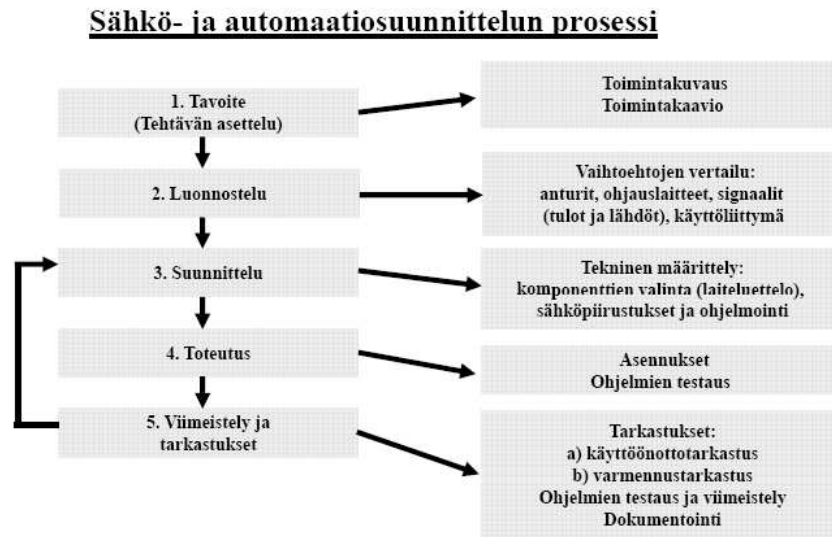 Sähkö- ja automaatiosuunnittelun prosessi
1. Tavoite
(Tehtävän asettelu)
Toimintakuvaus
Toimintakaavio
2. Luonnostelu
Vaihtoehtojen vertailu:
anturit, ohjauslaitteet, signaalit
(tulot ja lähdöt), käyttöliittymä
3. Suunnittelu
Tekninen määrittely:
komponenttien valinta (laiteluettelo),
sähköpiirustukset ja ohjelmointi
4. Toteutus
Asennukset
Ohjelmien testaus
5. Viimeistely ja
tarkastukset
Tarkastukset:
a) käyttöönottotarkastus
b) varmennustarkastus
Ohjelmien testaus ja viimeistely
Dokumentointi